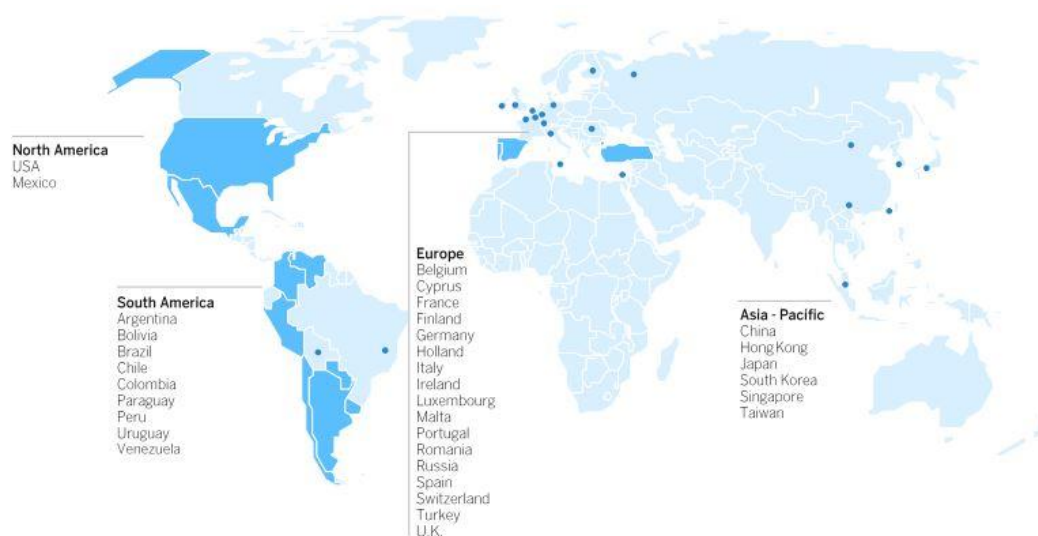 North America
USA
Mexico
South America
Argentina
Bolivia
Brazil
Chile
Colombia
Paraguay
Peru
Uruguay
Venezuela
Europe
Belgium
Cyprus
France
Finland
Germany
Holland
Italy
Ireland
Luxembourg
Malta
Portugal
Romania
Russia
Spain
Switzerland
Turkey
U.K.
Asia - Pacific
China
Hong Kong
Japan
South Korea
Singapore
Taiwan